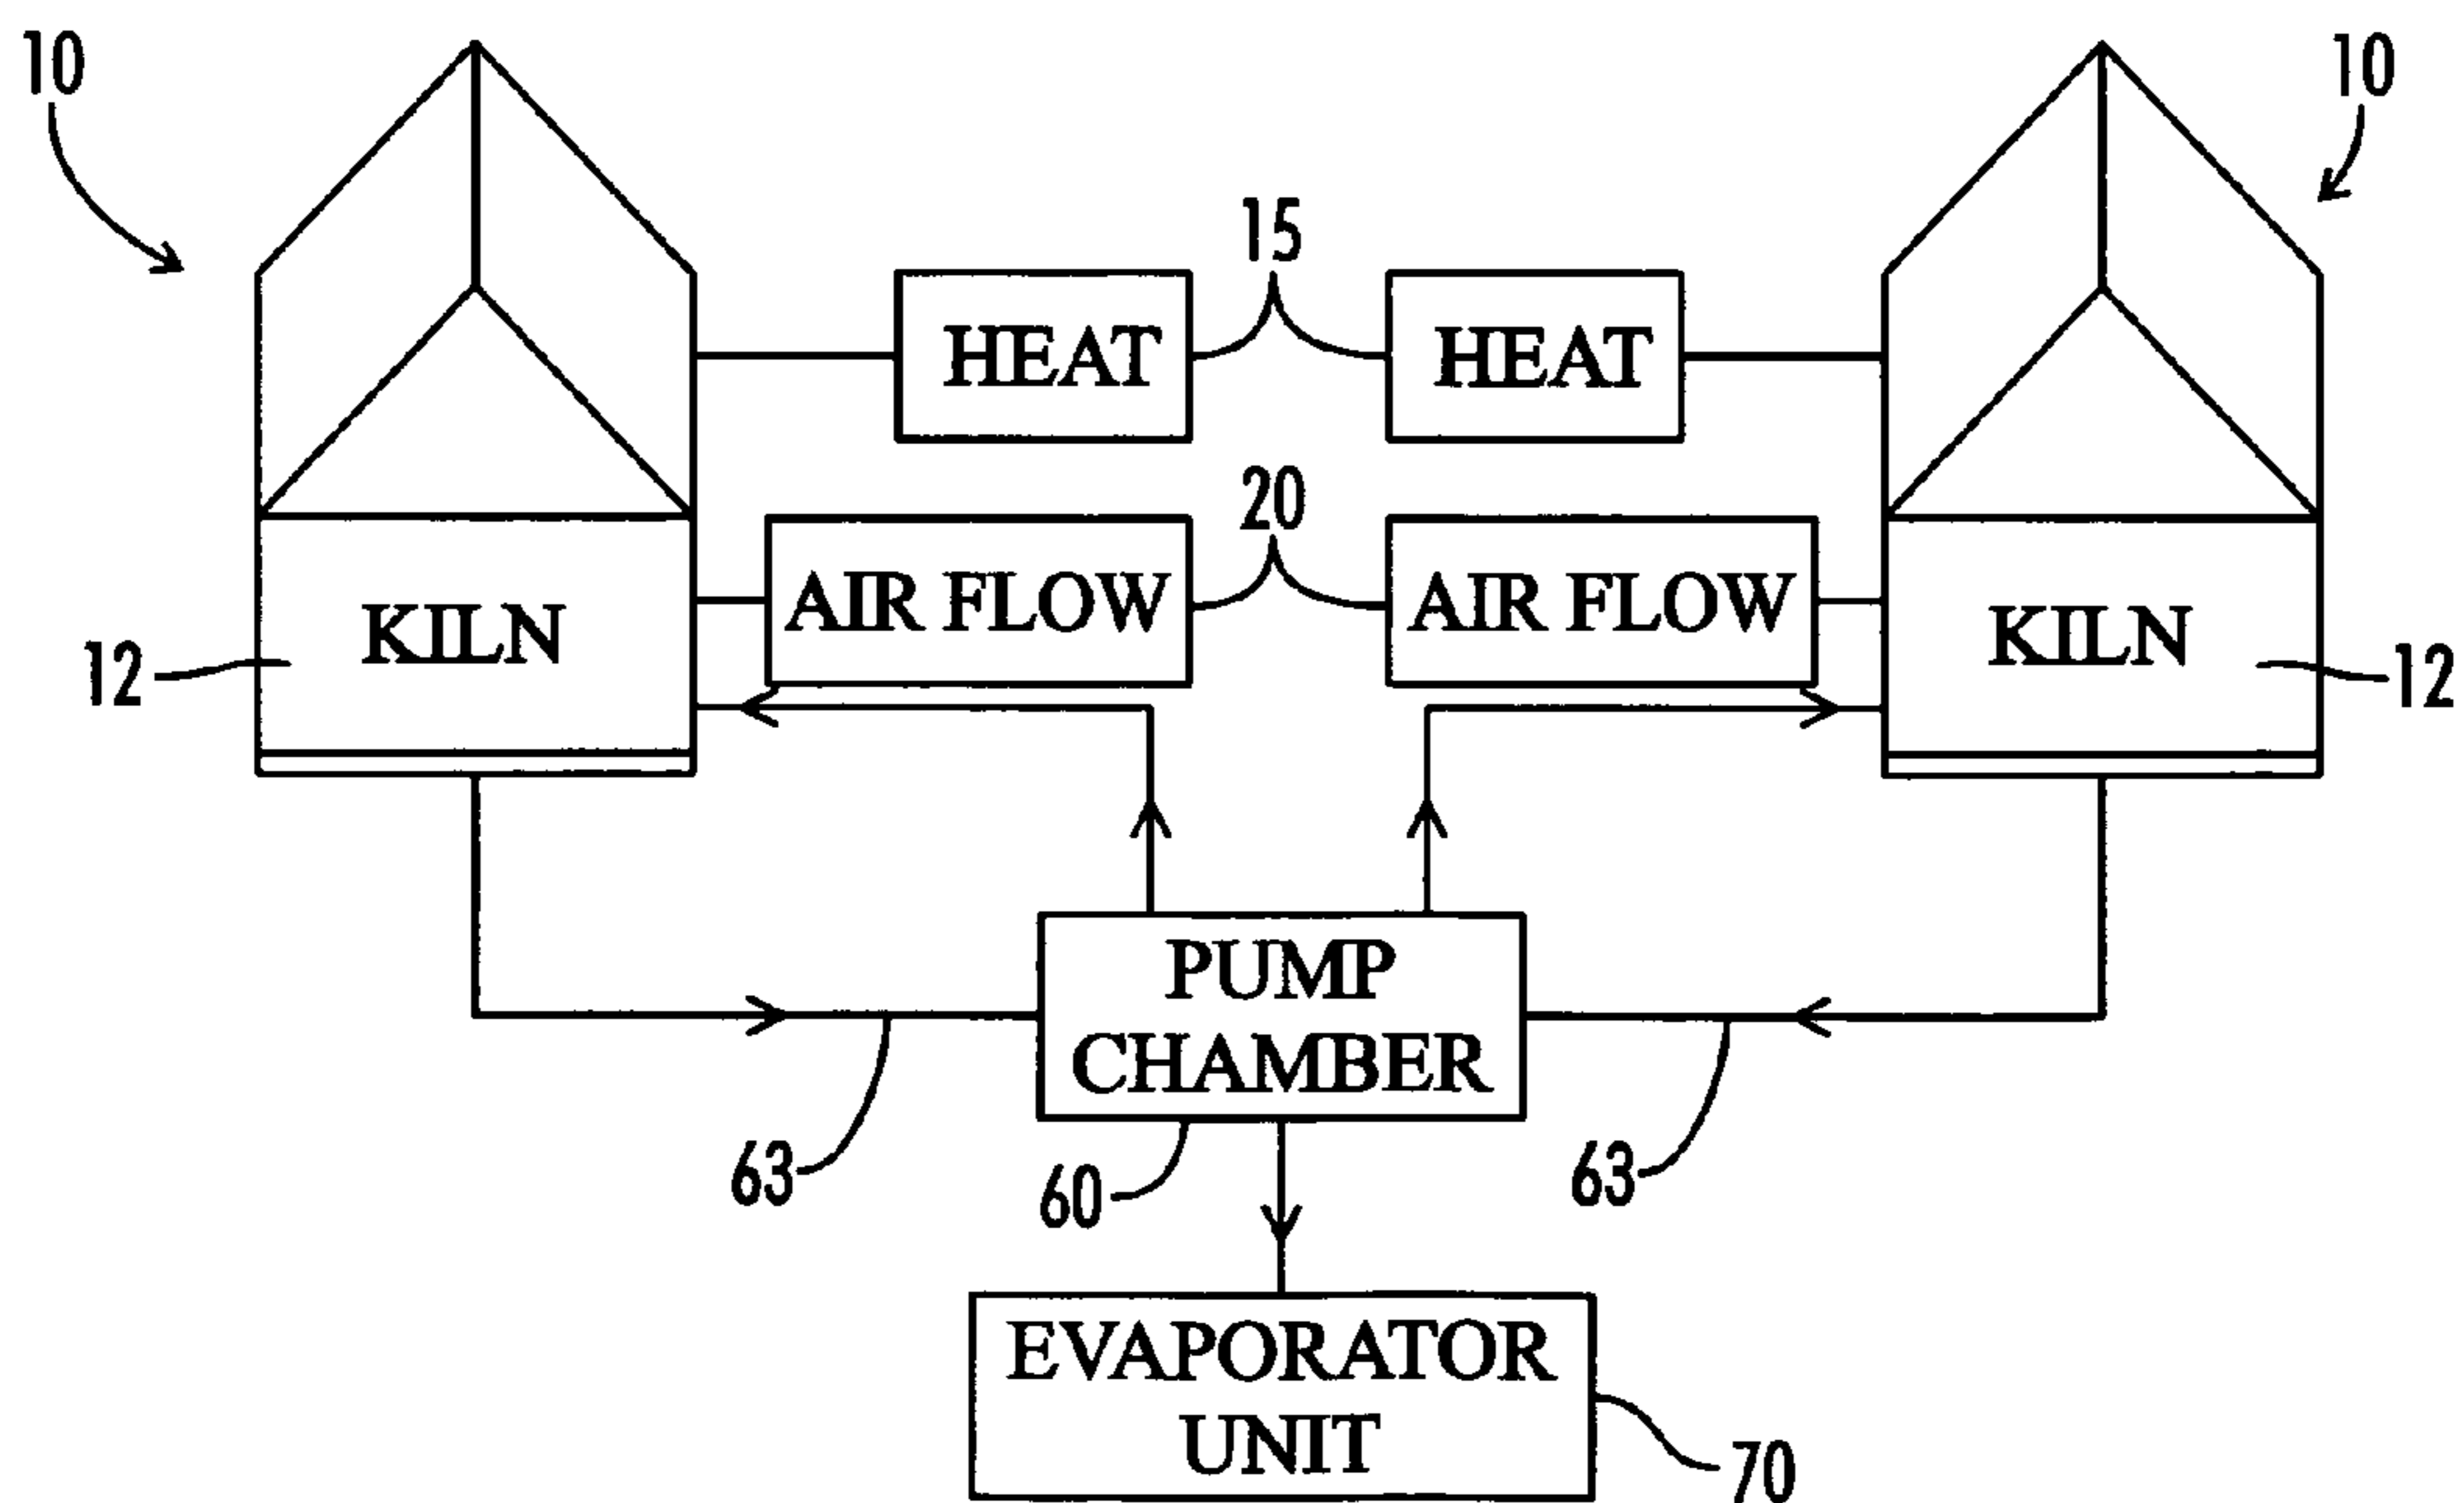 10
10
15
HEAT
HEAT
20
AIR FLOW
AIR FLOW
KILN
KILN
12
12
PUMP
CHAMBER
63
60
63
EVAPORATOR
UNIT
70